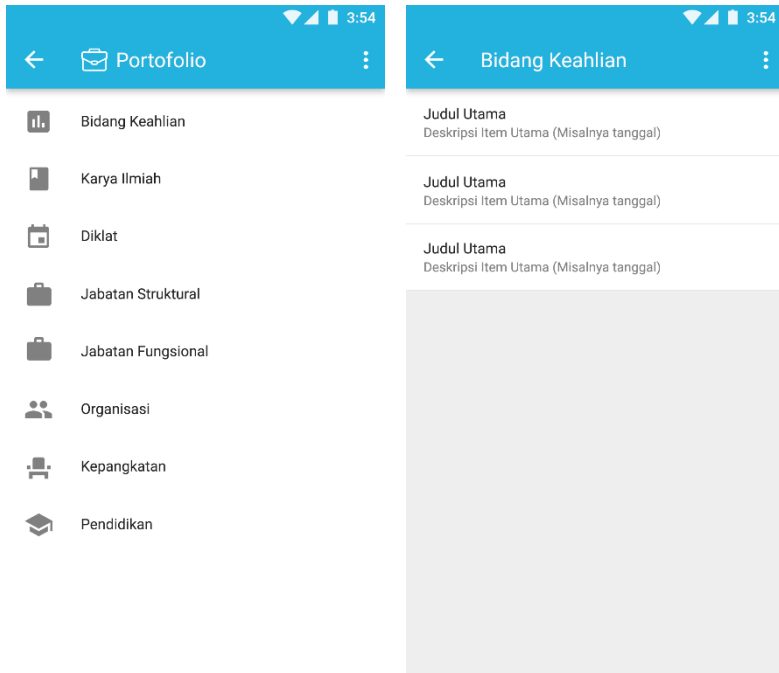 3:54
Portofolio
Bidang Keahlian
Karya Ilmiah
Diklat
Jabatan Struktural
Jabatan Fungsional
Organisasi
Kepangkatan
Pendidikan
3:54
Bidang Keahlian
Judul Utama
Deskripsi Item Utama (Misalnya tanggal)
Judul Utama
Deskripsi Item Utama (Misalnya tanggal)
Judul Utama
Deskripsi Item Utama (Misalnya tanggal)